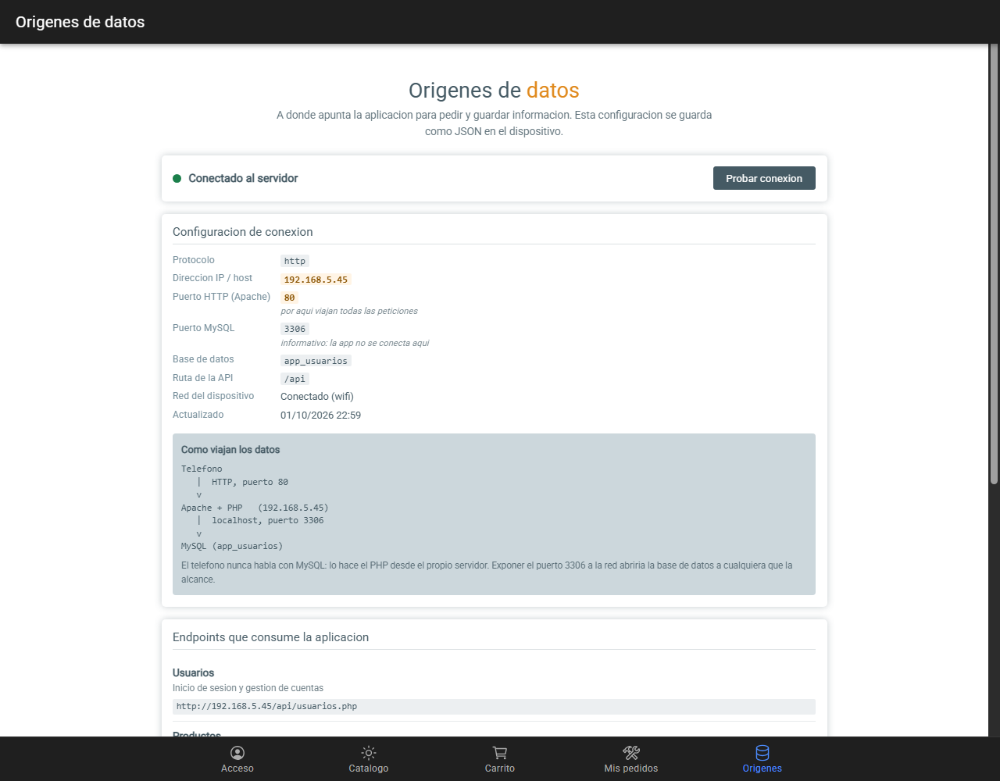 Origenes de datos
Origenes de datos
A donde apunta la aplicacion para pedir y guardar informacion. Esta configuracion se guarda
como JSON en el dispositivo.
Conectado al servidor
Probar conexion
Configuracion de conexion
Protocolo http
Direccion IP / host 192.168.5.45
Puerto HTTP (Apache) 80
por aqui viajan todas las peticiones
Puerto MySQL 3306
informativo: la app no se conecta aqui
Base de datos app_usuarios
Ruta de la API /api
Red del dispositivo Conectado (wifi)
Actualizado 01/10/2026 22:59
Como viajan los datos
Telefono
| HTTP, puerto 80
v
Apache + PHP (192.168.5.45)
| localhost, puerto 3306
v
MySQL (app_usuarios)
El telefono nunca habla con MySQL: lo hace el PHP desde el propio servidor. Exponer el puerto 3306 a la red abriria la base de datos a cualquiera que la
alcance.
Endpoints que consume la aplicacion
Usuarios
Inicio de sesion y gestion de cuentas
http://192.168.5.45/api/usuarios.php
Productos
Acceso
Catalogo
Carrito
Mis pedidos
Origenes